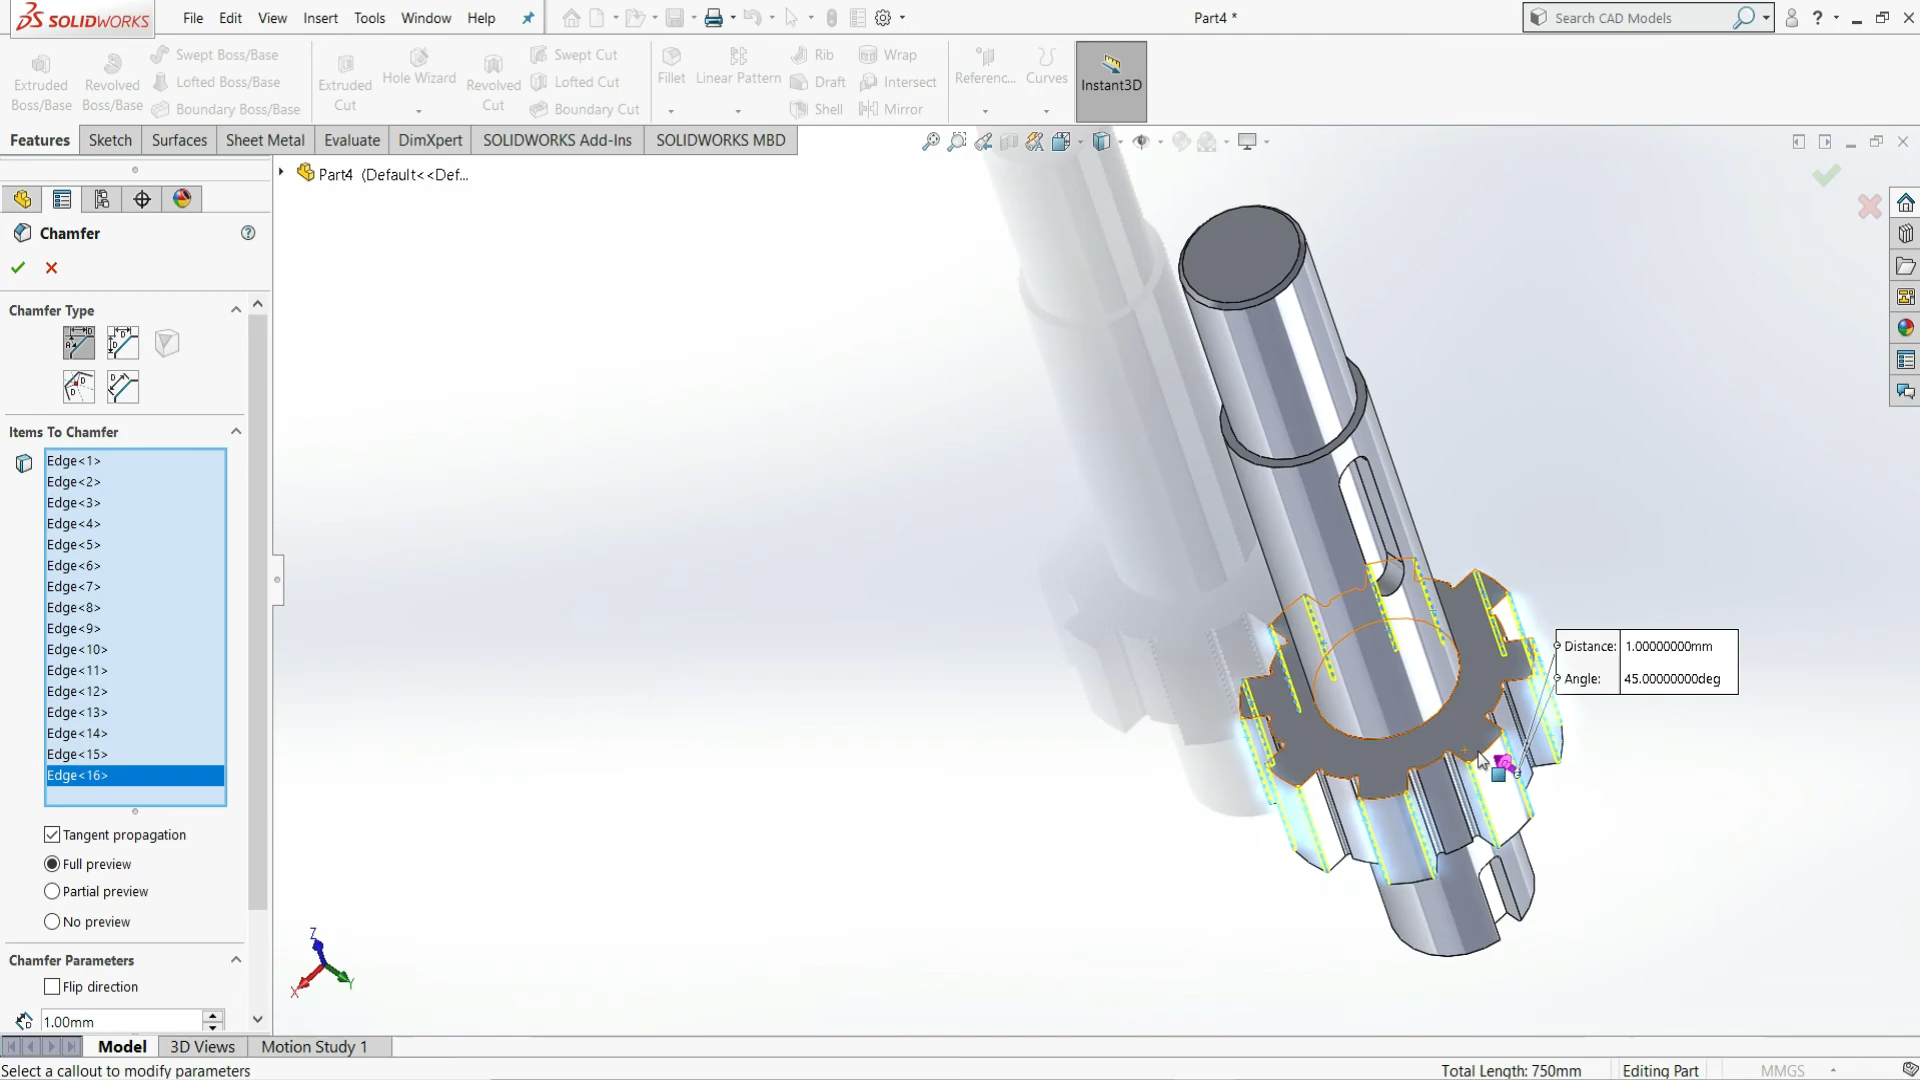 SOLIDWORKS
File
Edit
View
Insert
Tools
Window
Help
Part4 *
Search CAD Models
?
Extruded
Boss/Base
Revolved
Boss/Base
Swept Boss/Base
Lofted Boss/Base
Boundary Boss/Base
Extruded
Cut
Hole Wizard
Revolved
Cut
Swept Cut
Lofted Cut
Boundary Cut
Fillet
Linear Pattern
Rib
Draft
Shell
Wrap
Intersect
Mirror
Referenc...
Curves
Instant3D
Features
Sketch
Surfaces
Sheet Metal
Evaluate
DimXpert
SOLIDWORKS Add-Ins
SOLIDWORKS MBD
Part4 (Default<<Def...
Chamfer
?
Chamfer Type
Items To Chamfer
Edge<1>
Edge<2>
Edge<3>
Edge<4>
Edge<5>
Edge<6>
Edge<7>
Edge<8>
Edge<9>
Edge<10>
Edge<11>
Edge<12>
Edge<13>
Edge<14>
Edge<15>
Edge<16>
Tangent propagation
Full preview
Partial preview
No preview
Chamfer Parameters
Flip direction
1.00mm
Distance: 1.00000000mm
Angle: 45.00000000deg
Z
X
Y
Model
3D Views
Motion Study 1
Select a callout to modify parameters
Total Length: 750mm
Editing Part
MMGS